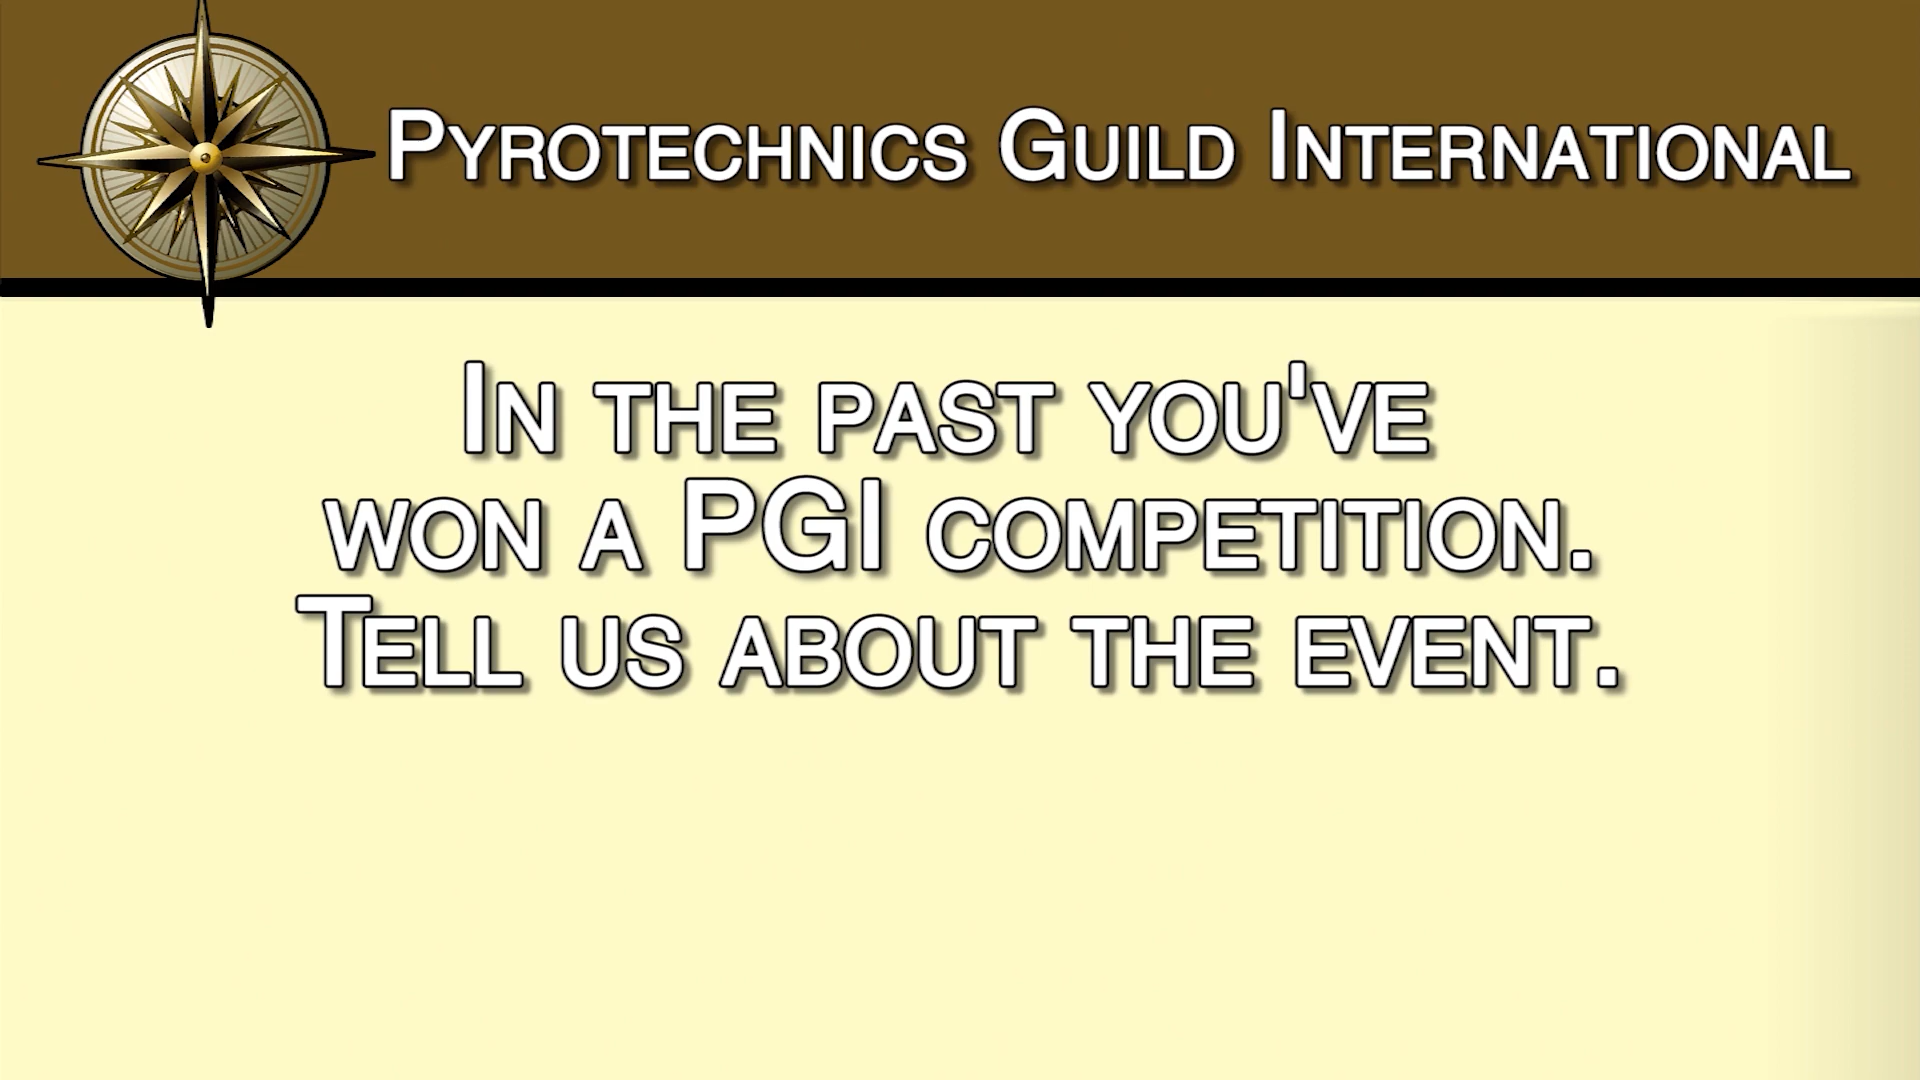 Pyrotechnics Guild International
In the past you've
won a PGI competition.
Tell us about the event.